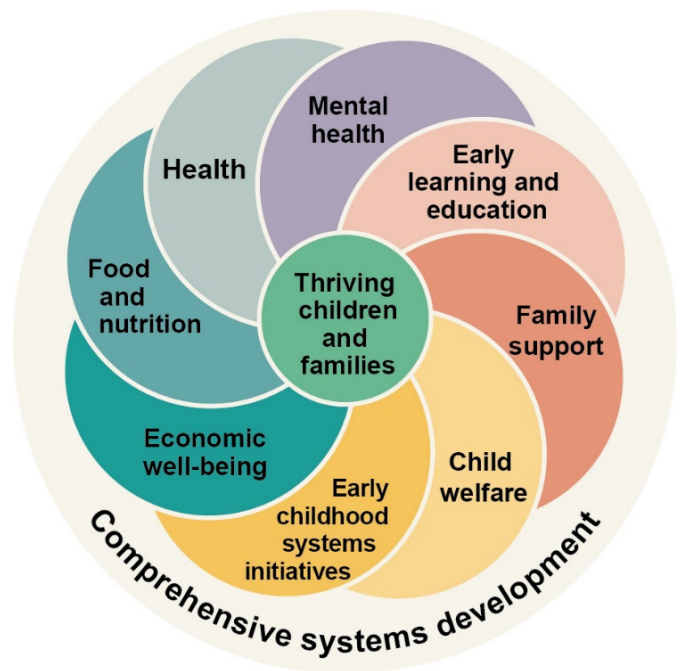 Mental
health
Early
learning and
education
Health
Food
and
nutrition
Thriving
children
and
families
Family
support
Economic
well-being
Early
childhood
systems
initiatives
Child
welfare
Comprehensive systems development